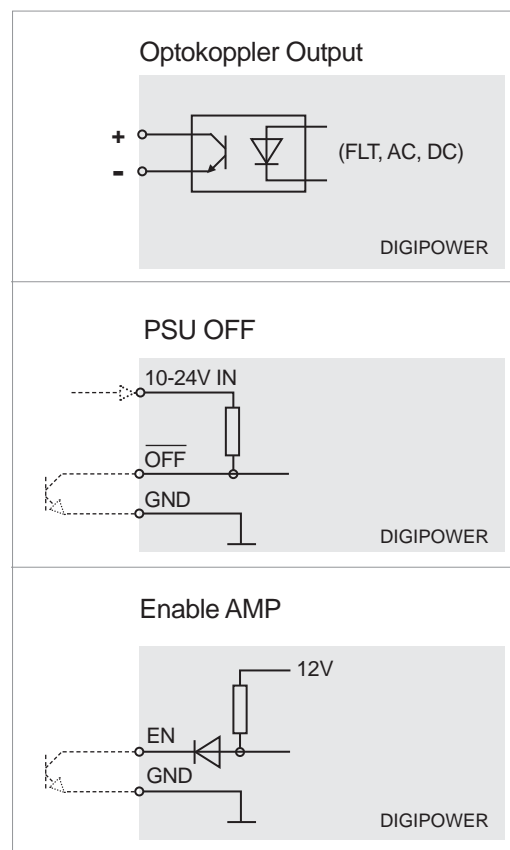 Optokoppler Output
+
-
(FLT, AC, DC)
DIGIPOWER
PSU OFF
10-24V IN
OFF
GND
DIGIPOWER
Enable AMP
12V
EN
GND
DIGIPOWER